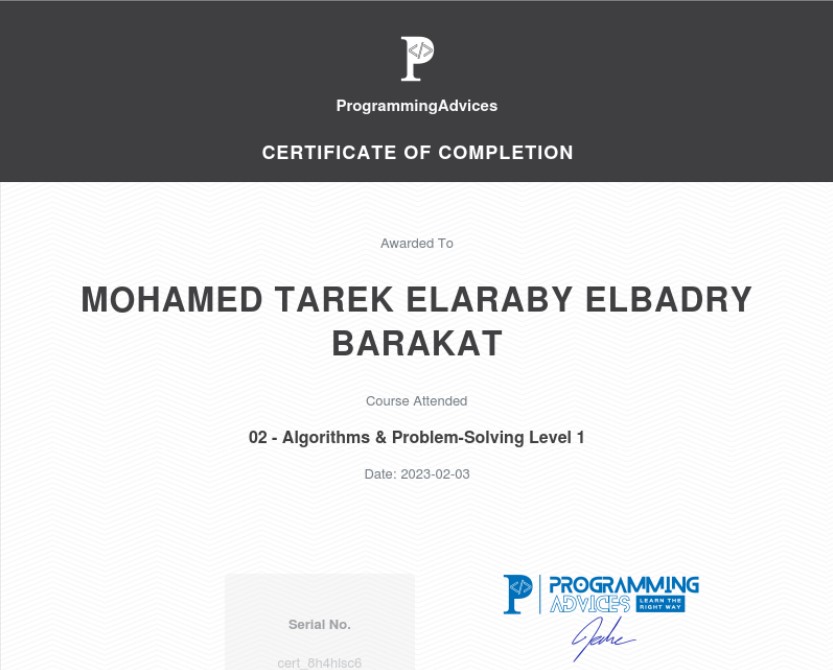 ProgrammingAdvices
CERTIFICATE OF COMPLETION
Awarded To
MOHAMED TAREK ELARABY ELBADRY
BARAKAT
Course Attended
02 - Algorithms & Problem-Solving Level 1
Date: 2023-02-03
PROGRAMMING
ADVICES LEARN THE
RIGHT WAY
Serial No.